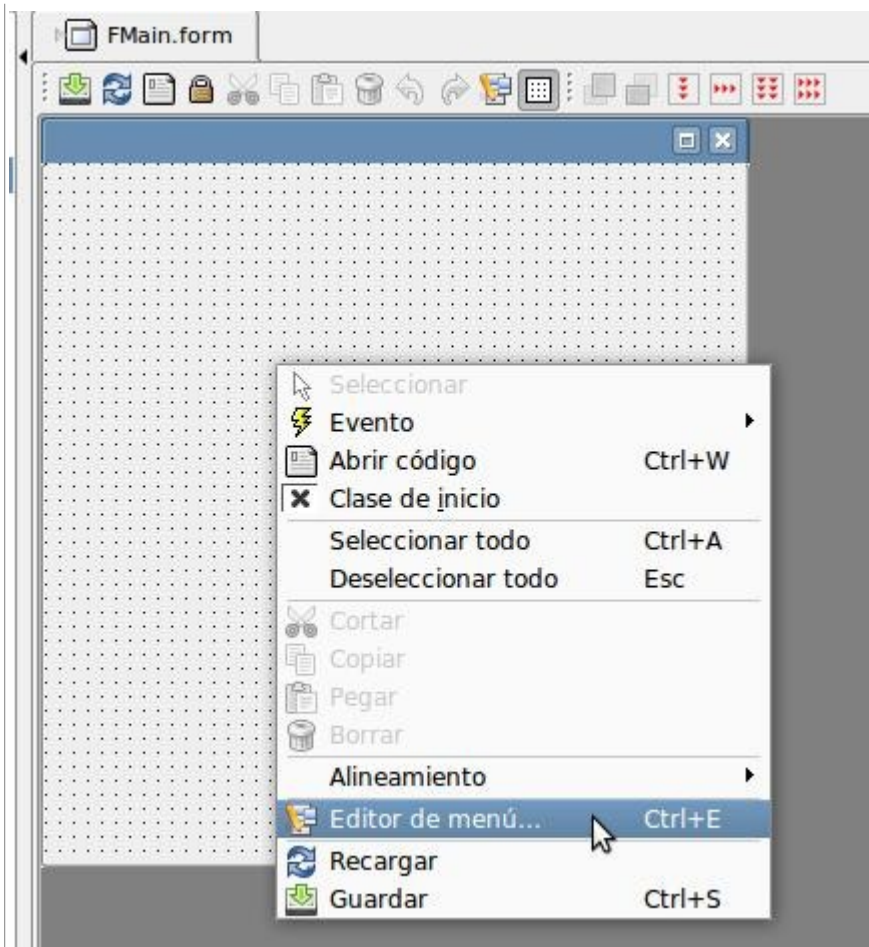 FMain.form
Seleccionar
Evento
Abrir código Ctrl+W
Clase de inicio
Seleccionar todo Ctrl+A
Deseleccionar todo Esc
Cortar
Copiar
Pegar
Borrar
Alineamiento
Editor de menú... Ctrl+E
Recargar
Guardar Ctrl+S